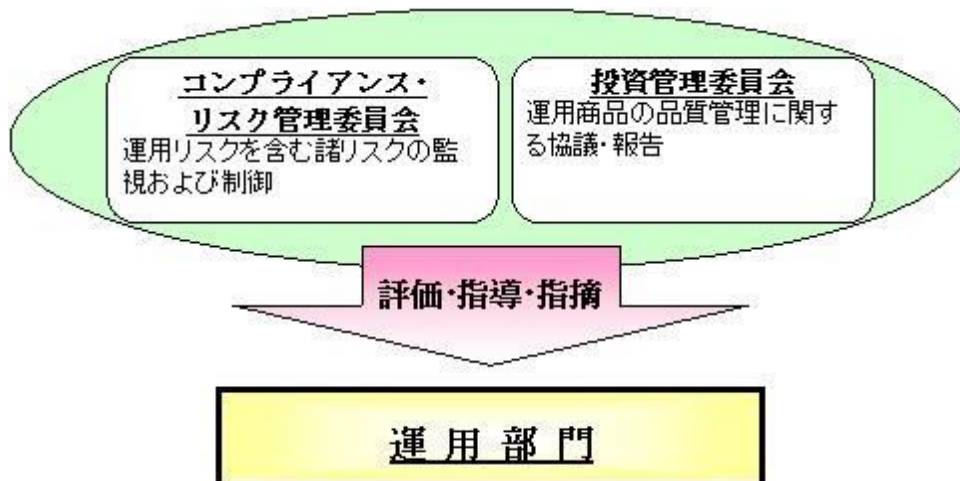 コンプライアンス・
リスク管理委員会
運用リスクを含む諸リスクの監
視および制御
投資管理委員会
運用商品の品質管理に関す
る協議・報告
評価・指導・指摘
運用部門